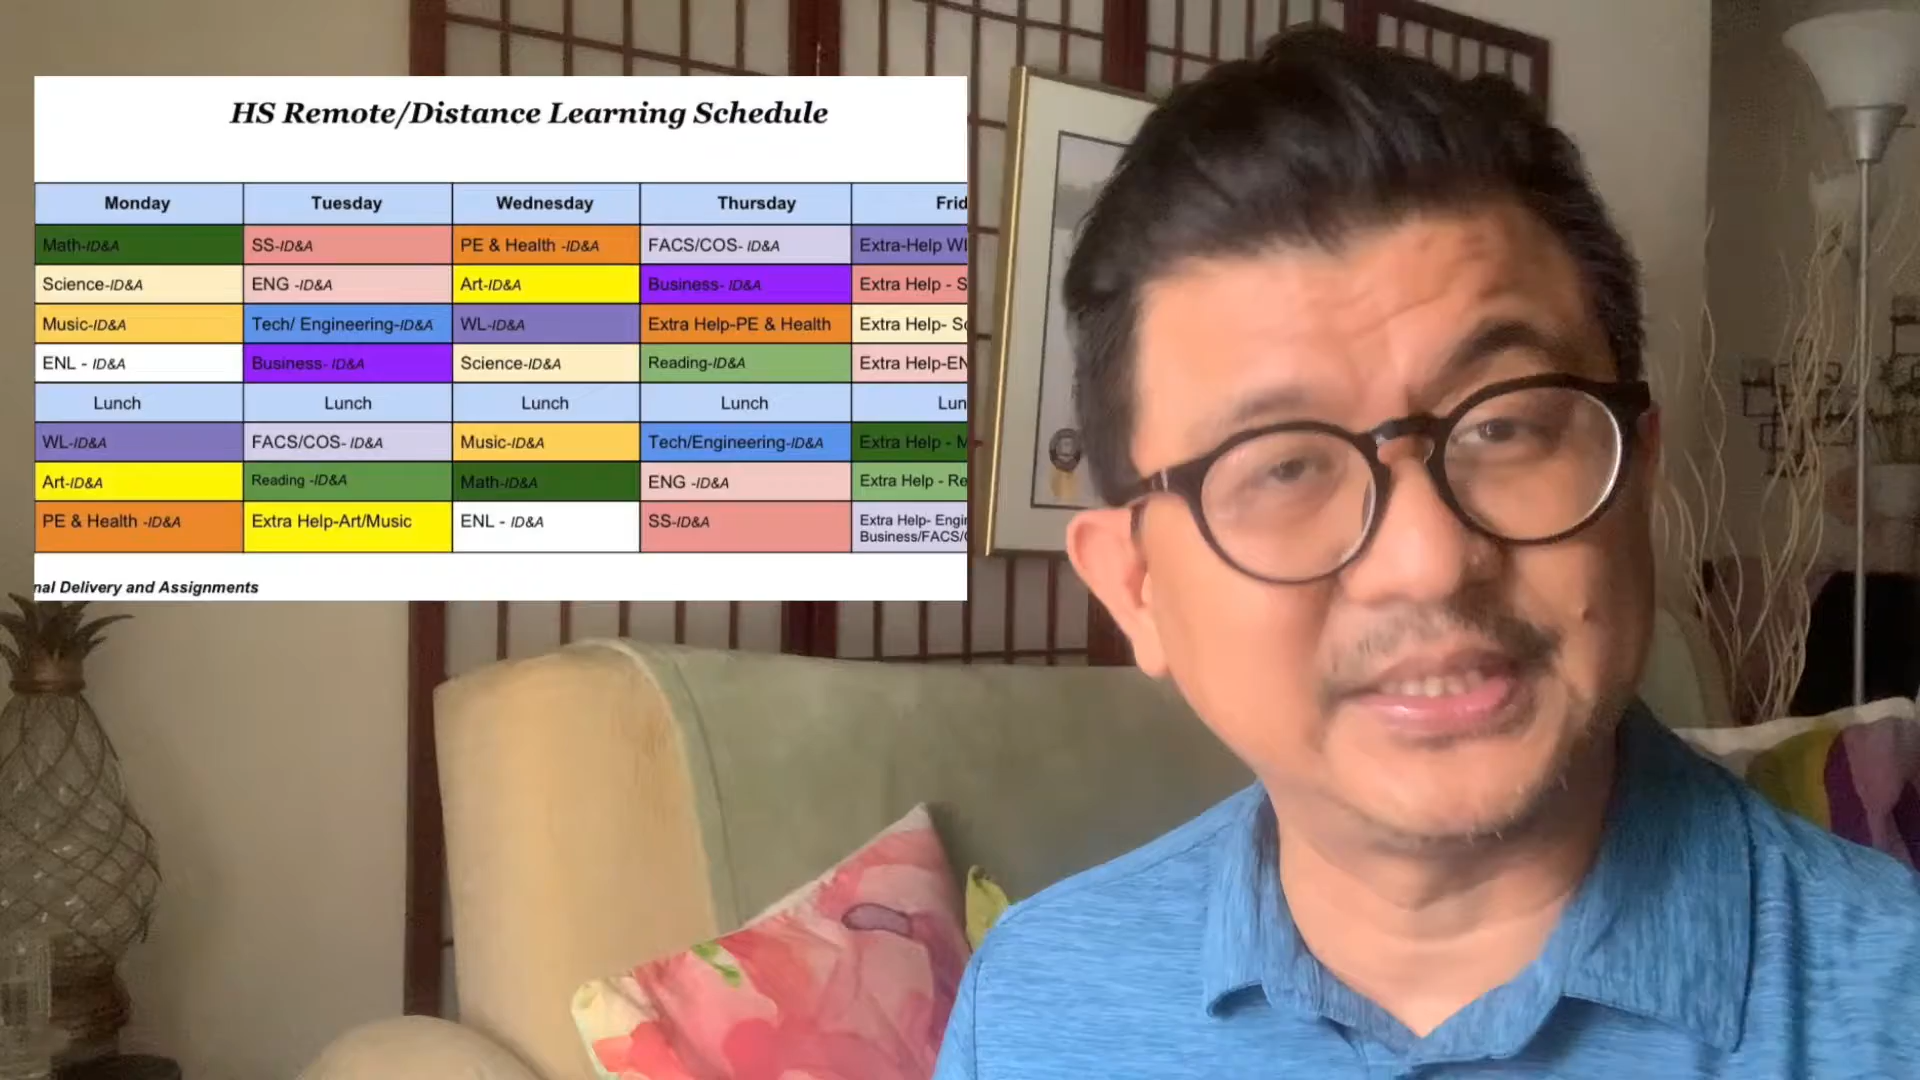 HS Remote/Distance Learning Schedule
Monday Tuesday Wednesday Thursday Frid
Math-ID&A SS-ID&A PE & Health -ID&A FACS/COS- ID&A Extra-Help WL
Science-ID&A ENG -ID&A Art-ID&A Business- ID&A Extra Help - S
Music-ID&A Tech/ Engineering-ID&A WL-ID&A Extra Help-PE & Health Extra Help- Sc
ENL - ID&A Business- ID&A Science-ID&A Reading-ID&A Extra Help-EN
Lunch Lunch Lunch Lunch Lun
WL-ID&A FACS/COS- ID&A Music-ID&A Tech/Engineering-ID&A Extra Help - M
Art-ID&A Reading -ID&A Math-ID&A ENG -ID&A Extra Help - Re
PE & Health -ID&A Extra Help-Art/Music ENL - ID&A SS-ID&A Extra Help- Engi
Business/FACS/
nal Delivery and Assignments